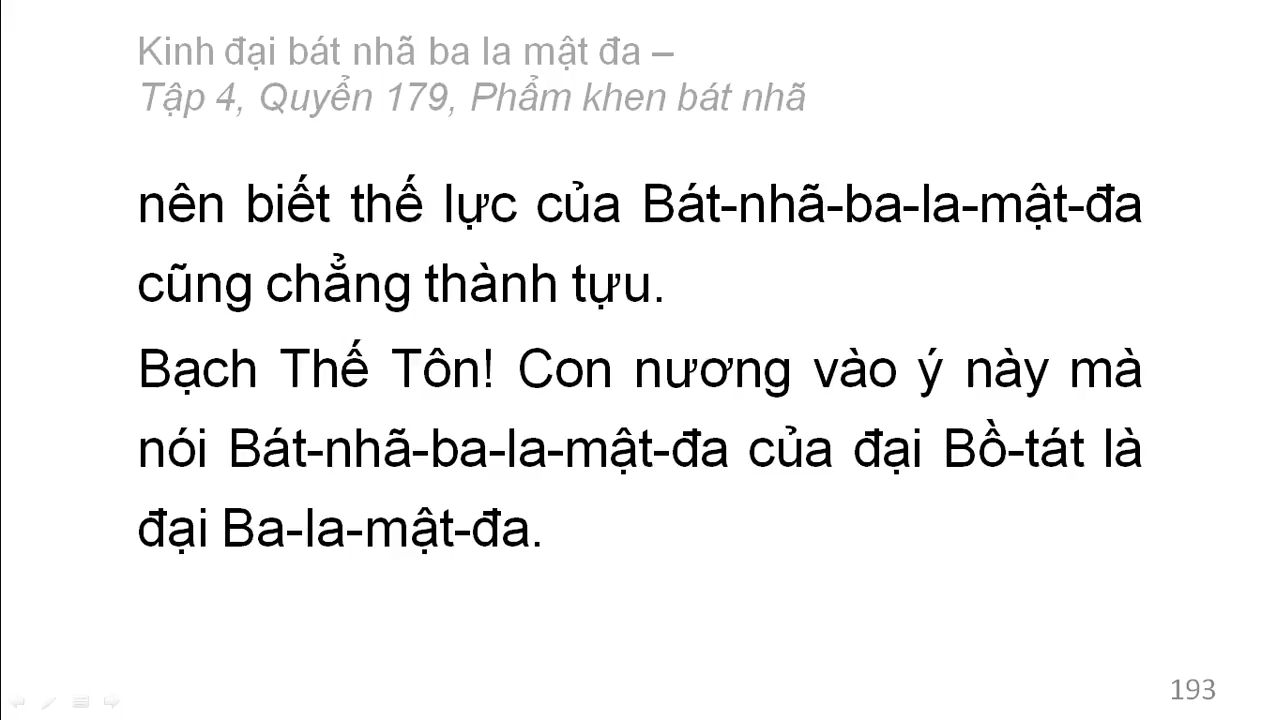 Kinh đại bát nhã ba la mật đa –
Tập 4, Quyển 179, Phẩm khen bát nhã
nên biết thế lực của Bát-nhã-ba-la-mật-đa
cũng chẳng thành tựu.
Bạch Thế Tôn! Con nương vào ý này mà
nói Bát-nhã-ba-la-mật-đa của đại Bồ-tát là
đại Ba-la-mật-đa.
193